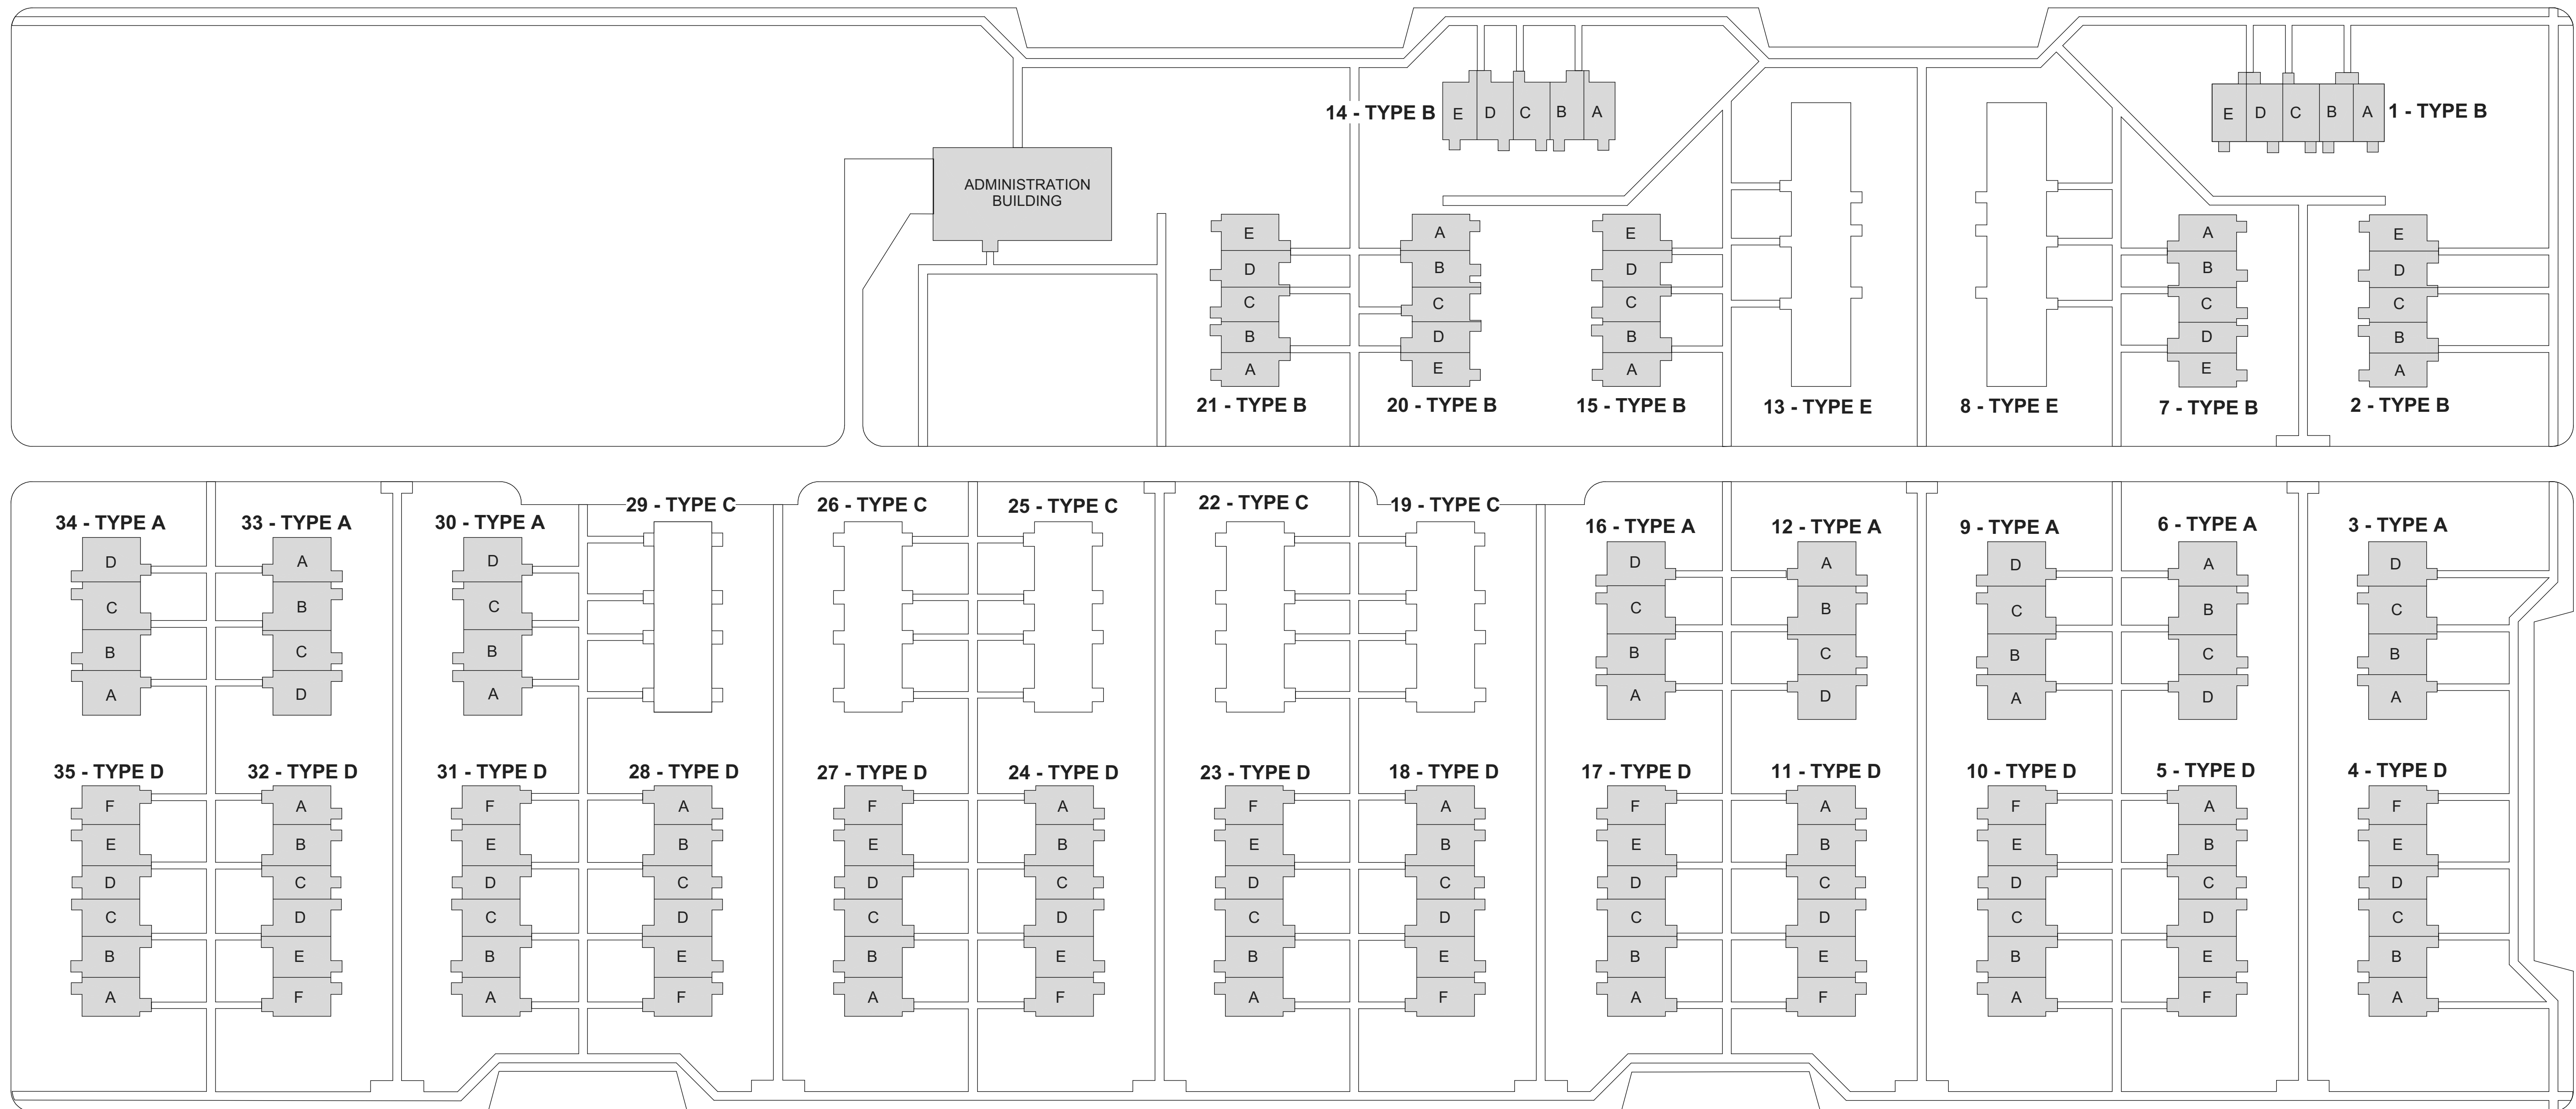 14 - TYPE B
E D C B A
E D C B A
1 - TYPE B
ADMINISTRATION
BUILDING
E A E A E
D B D B D
C C C C C
B D B D B
A E A E A
21 - TYPE B 20 - TYPE B 15 - TYPE B 13 - TYPE E 8 - TYPE E 7 - TYPE B 2 - TYPE B
34 - TYPE A 33 - TYPE A 30 - TYPE A 29 - TYPE C 26 - TYPE C 25 - TYPE C 22 - TYPE C 19 - TYPE C 16 - TYPE A 12 - TYPE A 9 - TYPE A 6 - TYPE A 3 - TYPE A
D A D D A D A D
C B C C B C B C
B C B B C B C B
A D A A D A D A
35 - TYPE D 32 - TYPE D 31 - TYPE D 28 - TYPE D 27 - TYPE D 24 - TYPE D 23 - TYPE D 18 - TYPE D 17 - TYPE D 11 - TYPE D 10 - TYPE D 5 - TYPE D 4 - TYPE D
F A F A F A F A F A F A F
E B E B E B E B E B E B E
D C D C D C D C D C D C D
C D C D C D C D C D C D C
B E B E B E B E B E B E B
A F A F A F A F A F A F A